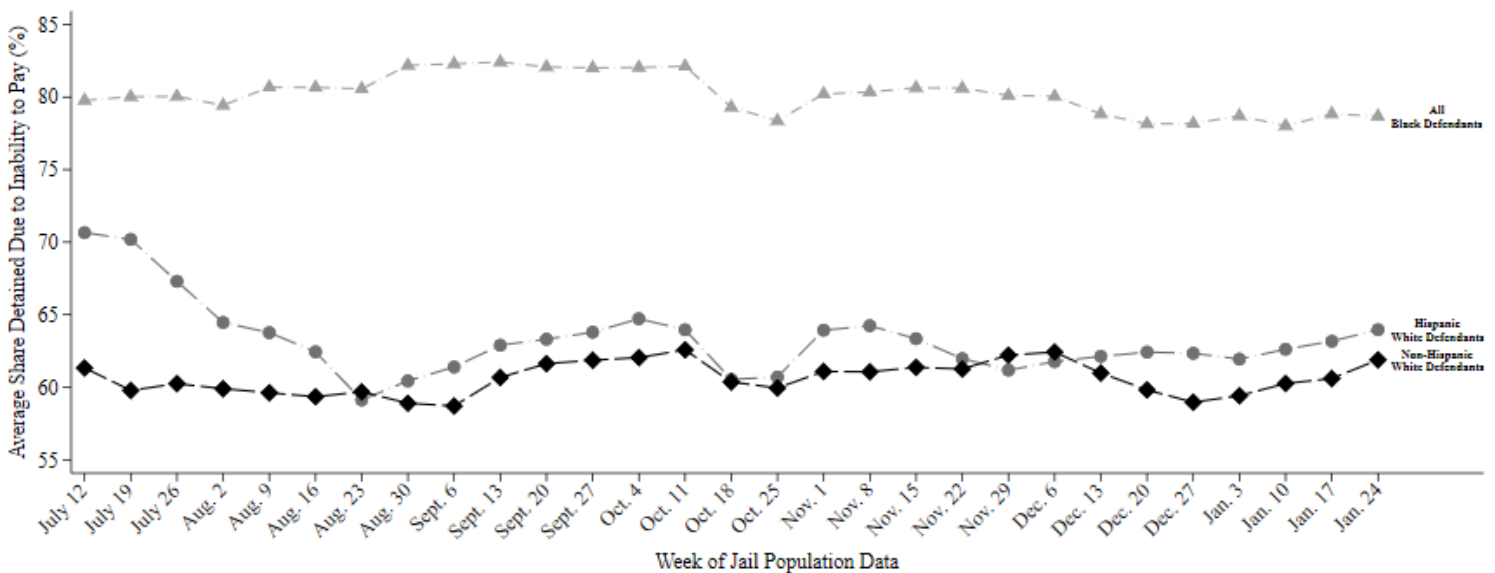 Average Share Detained Due to Inability to Pay (%)
85
80
75
70
65
60
55
All
Black Defendants
Hispanic
White Defendants
Non-Hispanic
White Defendants
July 12
July 19
July 26
Aug. 2
Aug. 9
Aug. 16
Aug. 23
Aug. 30
Sept. 6
Sept. 13
Sept. 20
Sept. 27
Oct. 4
Oct. 11
Oct. 18
Oct. 25
Nov. 1
Nov. 8
Nov. 15
Nov. 22
Nov. 29
Dec. 6
Dec. 13
Dec. 20
Dec. 27
Jan. 3
Jan. 10
Jan. 17
Jan. 24
Week of Jail Population Data